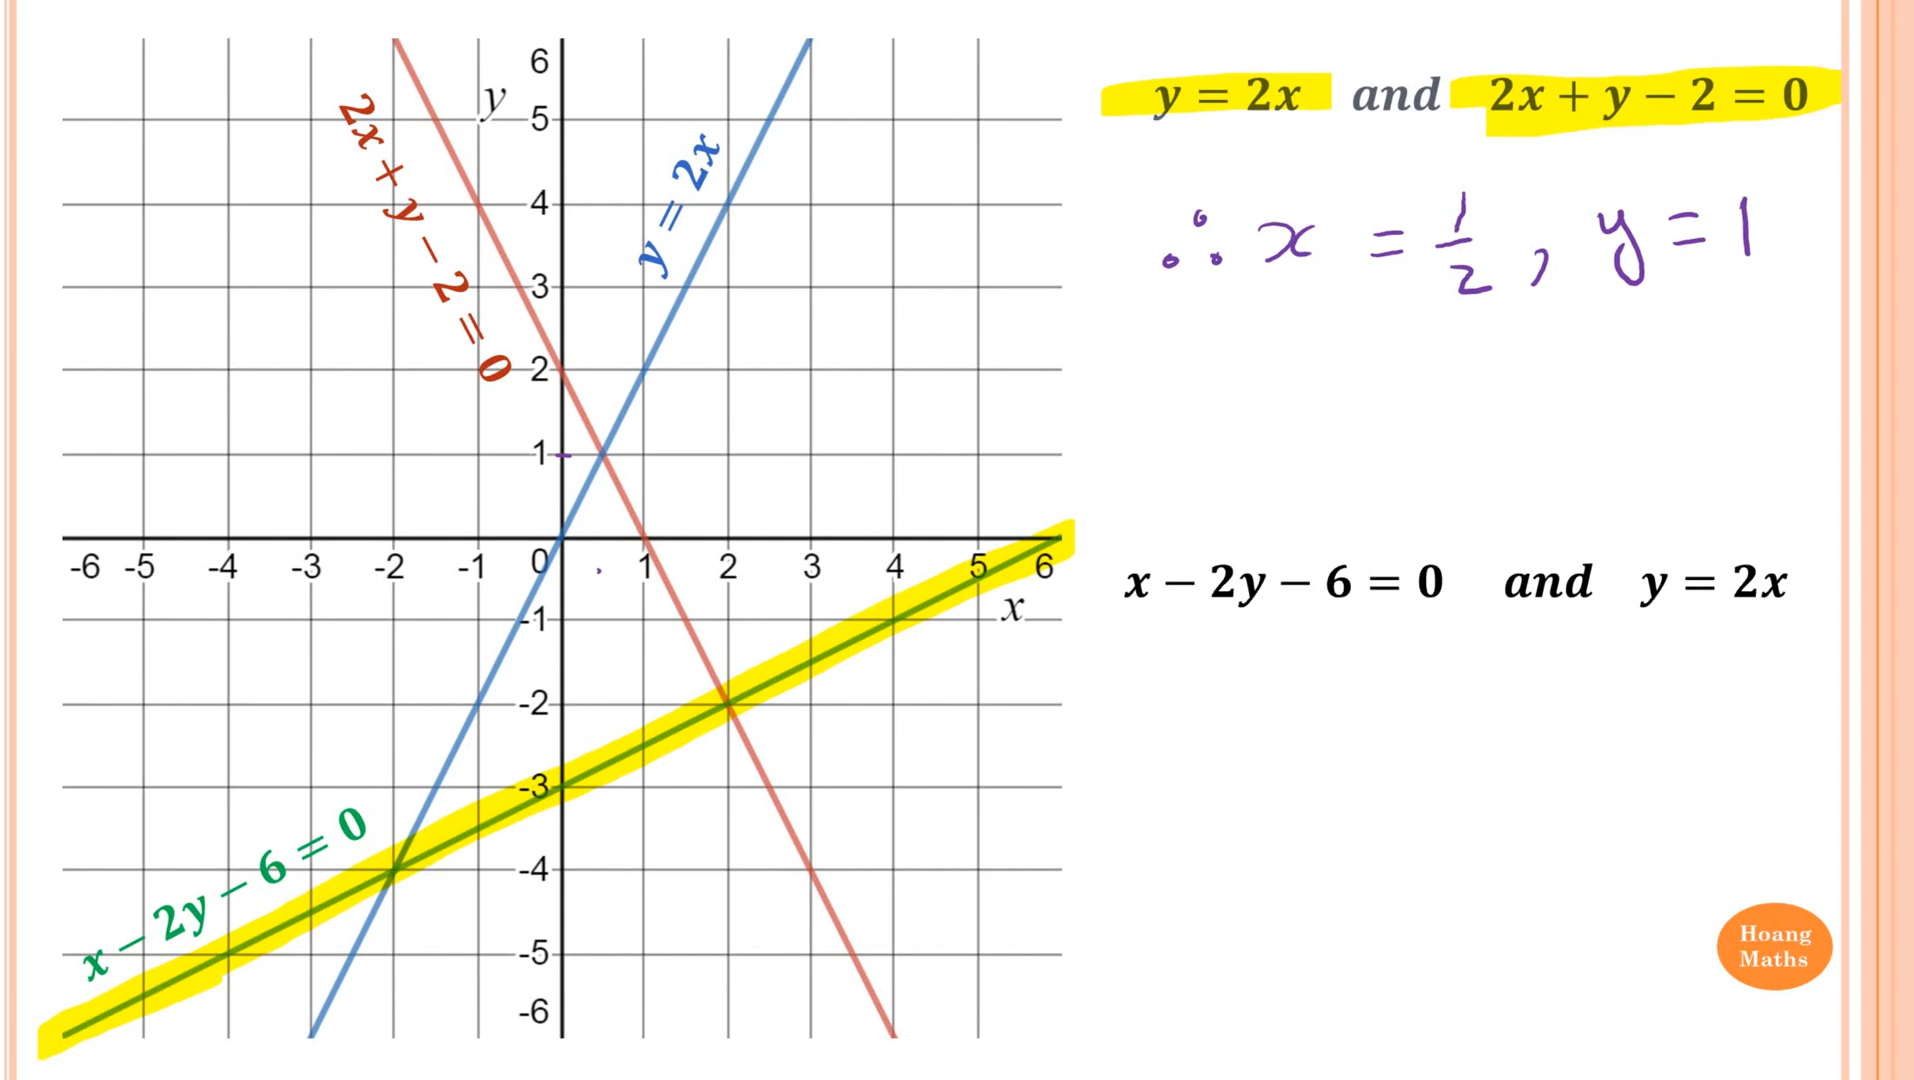 y = 2x and 2x + y − 2 = 0
∴ x = 1/2 , y = 1
x − 2y − 6 = 0 and y = 2x
2x + y − 2 = 0
y = 2x
x − 2y − 6 = 0
y
6
5
4
3
2
1
-6 -5 -4 -3 -2 -1 0 1 2 3 4 5 6
x
-1
-2
-3
-4
-5
-6
Hoang
Maths